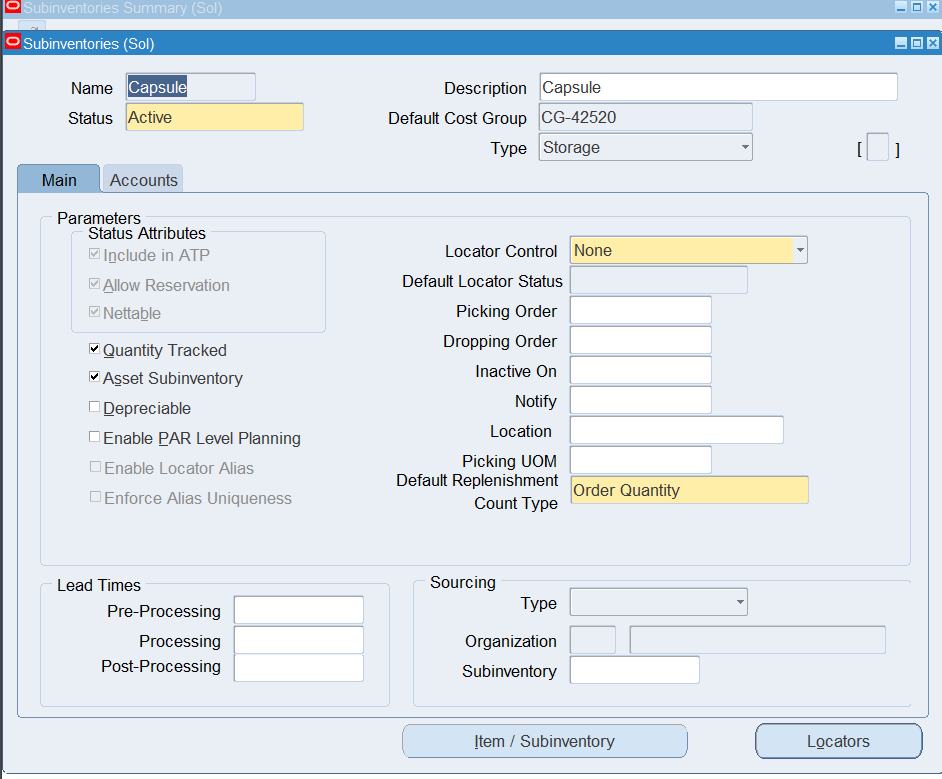 Subinventories Summary (Sol)
Subinventories (Sol)
Name Capsule
Description Capsule
Status Active
Default Cost Group CG-42520
Type Storage
[ ]
Main Accounts
Parameters
Status Attributes
Include in ATP
Allow Reservation
Nettable
Quantity Tracked
Asset Subinventory
Depreciable
Enable PAR Level Planning
Enable Locator Alias
Enforce Alias Uniqueness
Locator Control None
Default Locator Status
Picking Order
Dropping Order
Inactive On
Notify
Location
Picking UOM
Default Replenishment
Count Type Order Quantity
Lead Times
Pre-Processing
Processing
Post-Processing
Sourcing
Type
Organization
Subinventory
Item / Subinventory
Locators